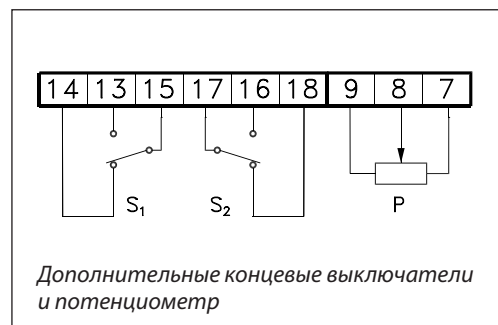 14 13 15 17 16 18 9 8 7
S₁ S₂ P
Дополнительные концевые выключатели
и потенциометр